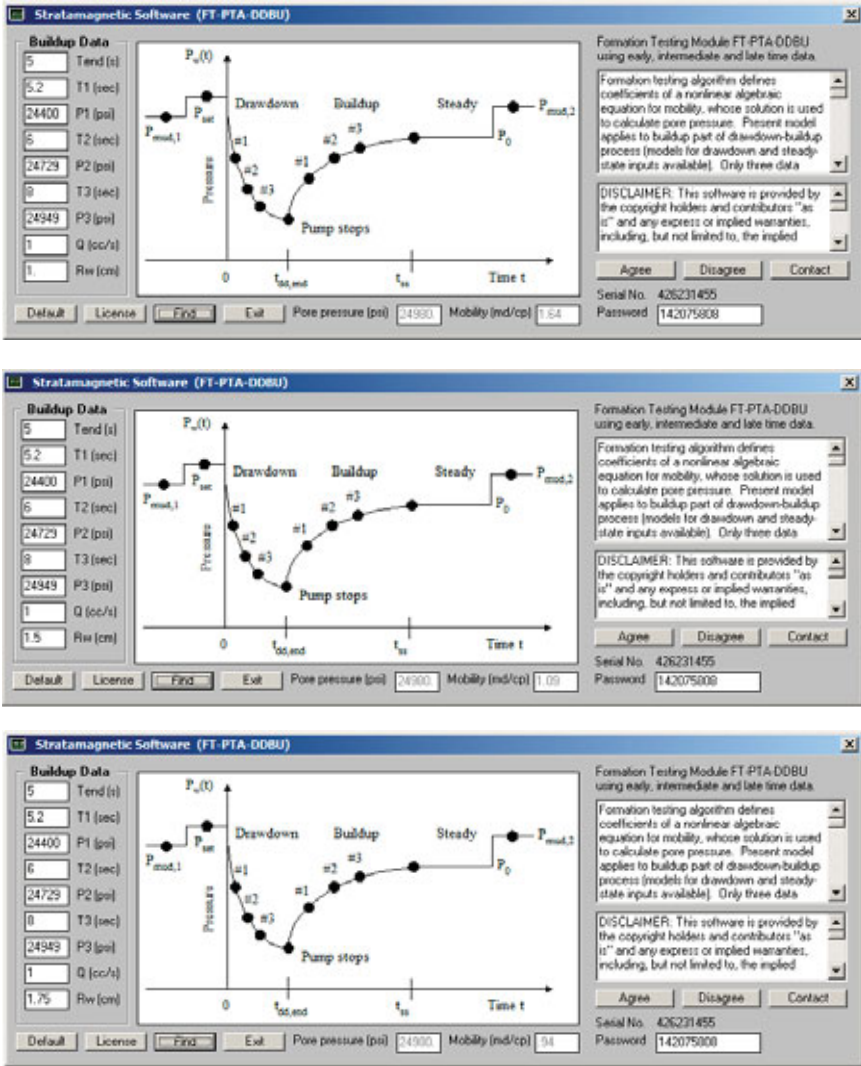 Stratamagnetic Software (FT-PTA-DDBU)
Buildup Data
5 Tend (s)
5.2 T1 (sec)
24400 P1 (psi)
6 T2 (sec)
24729 P2 (psi)
8 T3 (sec)
24949 P3 (psi)
1 Q (cc/s)
1. Rw (cm)
Pw(t)
Pmud,1
Pset
Drawdown
Buildup
Steady
Pmud,2
P0
#1
#2
#3
#1
#2
#3
Pressure
Pump stops
0
tdd,end
tss
Time t
Formation Testing Module FT-PTA-DDBU
using early, intermediate and late time data.
Formation testing algorithm defines
coefficients of a nonlinear algebraic
equation for mobility, whose solution is used
to calculate pore pressure. Present model
applies to buildup part of drawdown-buildup
process (models for drawdown and steady-
state inputs available). Only three data
DISCLAIMER: This software is provided by
the copyright holders and contributors "as
is" and any express or implied warranties,
including, but not limited to, the implied
Agree Disagree Contact
Serial No. 426231455
Password 142075808
Default License Find Exit Pore pressure (psi) 24980. Mobility (md/cp) 1.64
Stratamagnetic Software (FT-PTA-DDBU)
Buildup Data
5 Tend (s)
5.2 T1 (sec)
24400 P1 (psi)
6 T2 (sec)
24729 P2 (psi)
8 T3 (sec)
24949 P3 (psi)
1 Q (cc/s)
1.5 Rw (cm)
Pw(t)
Pmud,1
Pset
Drawdown
Buildup
Steady
Pmud,2
P0
#1
#2
#3
#1
#2
#3
Pressure
Pump stops
0
tdd,end
tss
Time t
Formation Testing Module FT-PTA-DDBU
using early, intermediate and late time data.
Formation testing algorithm defines
coefficients of a nonlinear algebraic
equation for mobility, whose solution is used
to calculate pore pressure. Present model
applies to buildup part of drawdown-buildup
process (models for drawdown and steady-
state inputs available). Only three data
DISCLAIMER: This software is provided by
the copyright holders and contributors "as
is" and any express or implied warranties,
including, but not limited to, the implied
Agree Disagree Contact
Serial No. 426231455
Password 142075808
Default License Find Exit Pore pressure (psi) 24980. Mobility (md/cp) 1.09
Stratamagnetic Software (FT-PTA-DDBU)
Buildup Data
5 Tend (s)
5.2 T1 (sec)
24400 P1 (psi)
6 T2 (sec)
24729 P2 (psi)
8 T3 (sec)
24949 P3 (psi)
1 Q (cc/s)
1.75 Rw (cm)
Pw(t)
Pmud,1
Pset
Drawdown
Buildup
Steady
Pmud,2
P0
#1
#2
#3
#1
#2
#3
Pressure
Pump stops
0
tdd,end
tss
Time t
Formation Testing Module FT-PTA-DDBU
using early, intermediate and late time data.
Formation testing algorithm defines
coefficients of a nonlinear algebraic
equation for mobility, whose solution is used
to calculate pore pressure. Present model
applies to buildup part of drawdown-buildup
process (models for drawdown and steady-
state inputs available). Only three data
DISCLAIMER: This software is provided by
the copyright holders and contributors "as
is" and any express or implied warranties,
including, but not limited to, the implied
Agree Disagree Contact
Serial No. 426231455
Password 142075808
Default License Find Exit Pore pressure (psi) 24980. Mobility (md/cp) .94